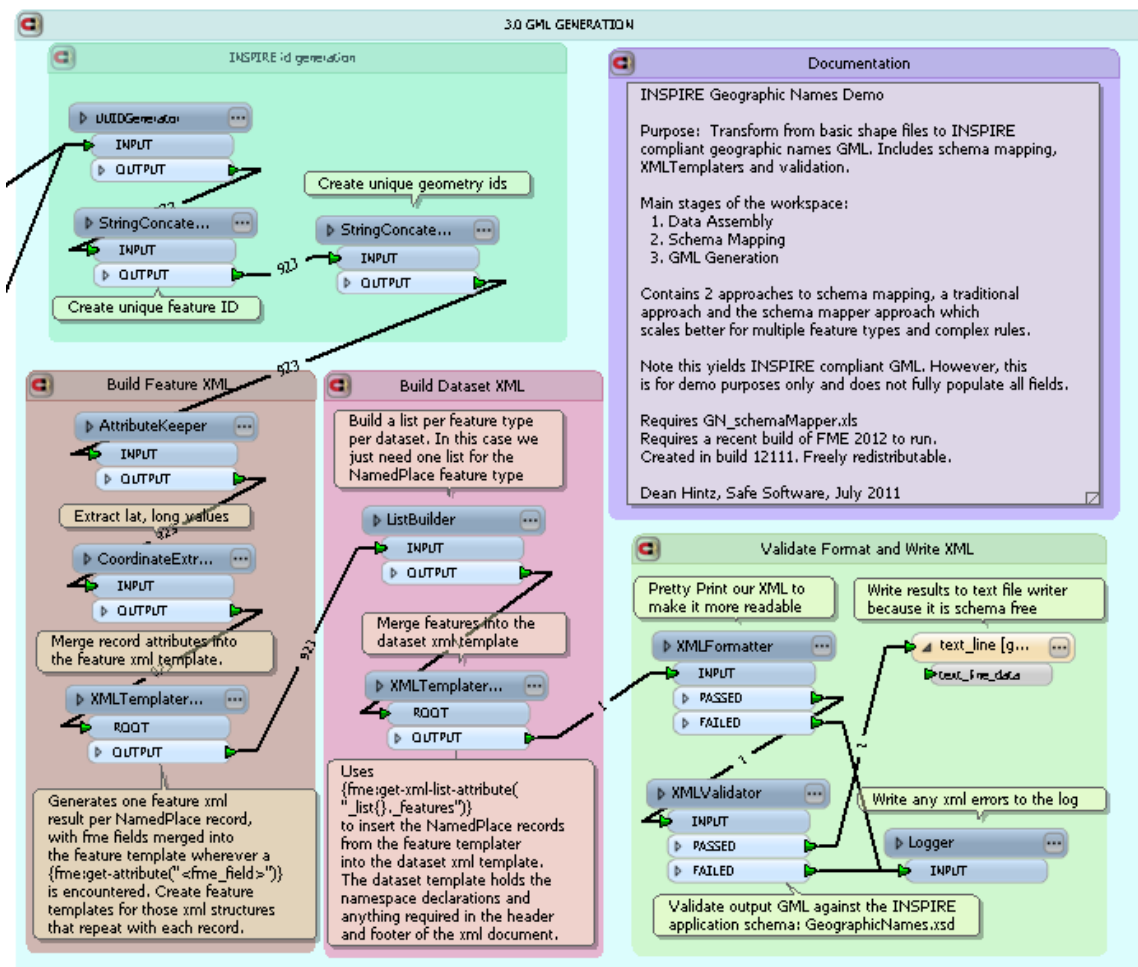 3.0 GML GENERATION
INSPIRE id generation
UUIDGenerator
INPUT
OUTPUT
923
StringConcate...
INPUT
OUTPUT
Create unique feature ID
923
Create unique geometry ids
StringConcate...
INPUT
OUTPUT
923
Documentation
INSPIRE Geographic Names Demo
Purpose: Transform from basic shape files to INSPIRE
compliant geographic names GML. Includes schema mapping,
XMLTemplaters and validation.
Main stages of the workspace:
1. Data Assembly
2. Schema Mapping
3. GML Generation
Contains 2 approaches to schema mapping, a traditional
approach and the schema mapper approach which
scales better for multiple feature types and complex rules.
Note this yields INSPIRE compliant GML. However, this
is for demo purposes only and does not fully populate all fields.
Requires GN_schemaMapper.xls
Requires a recent build of FME 2012 to run.
Created in build 12111. Freely redistributable.
Dean Hintz, Safe Software, July 2011
Build Feature XML
AttributeKeeper
INPUT
OUTPUT
Extract lat, long values
923
CoordinateExtr...
INPUT
OUTPUT
Merge record attributes into
the feature xml template.
923
XMLTemplater...
ROOT
OUTPUT
Generates one feature xml
result per NamedPlace record,
with fme fields merged into
the feature template wherever a
{fme:get-attribute("<fme_field>")}
is encountered. Create feature
templates for those xml structures
that repeat with each record.
923
Build Dataset XML
Build a list per feature type
per dataset. In this case we
just need one list for the
NamedPlace feature type
ListBuilder
INPUT
OUTPUT
Merge features into the
dataset xml template
XMLTemplater...
ROOT
OUTPUT
Uses
{fme:get-xml-list-attribute(
"_list{},_features")}
to insert the NamedPlace records
from the feature templater
into the dataset xml template.
The dataset template holds the
namespace declarations and
anything required in the header
and footer of the xml document.
1
Validate Format and Write XML
Pretty Print our XML to
make it more readable
XMLFormatter
INPUT
PASSED
FAILED
1
Write results to text file writer
because it is schema free
text_line [g...
text_line_data
XMLValidator
INPUT
PASSED
FAILED
Write any xml errors to the log
Logger
INPUT
Validate output GML against the INSPIRE
application schema: GeographicNames.xsd